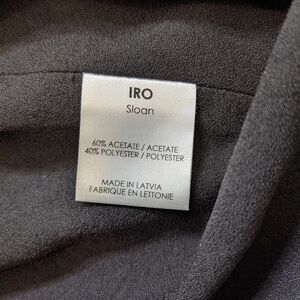 IRO
Sloan
60% ACETATE / ACETATE
40% POLYESTER / POLYESTER
MADE IN LATVIA
FABRIQUE EN LETTONIE